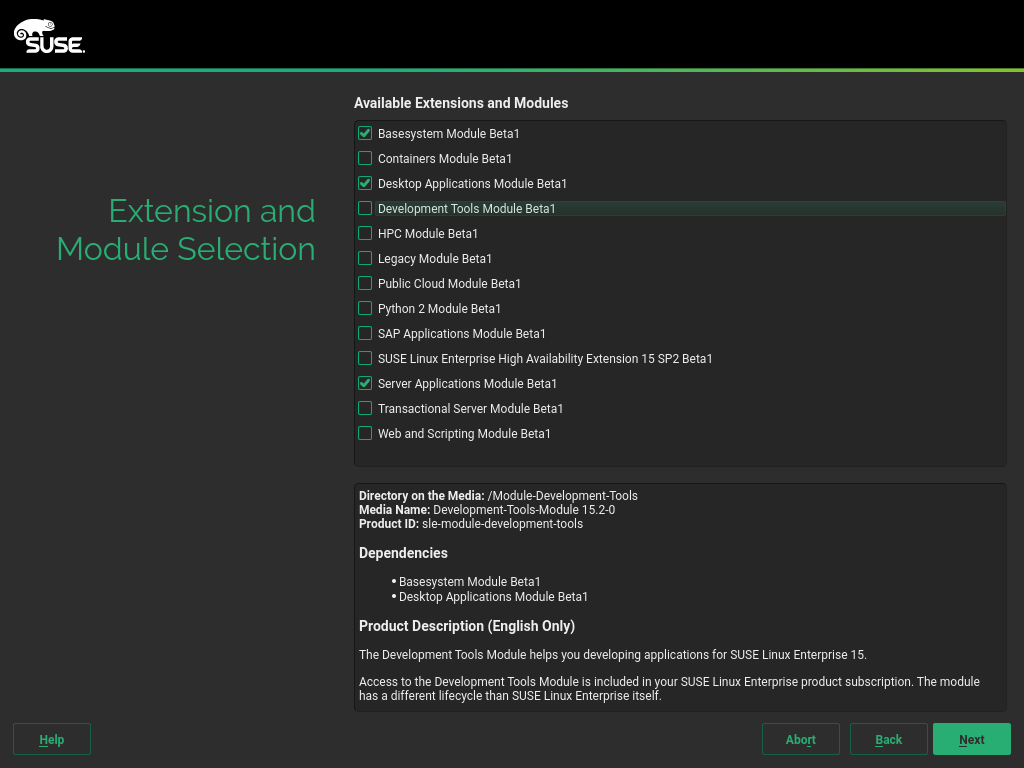 SUSE.
Extension and
Module Selection
Available Extensions and Modules
Basesystem Module Beta1
Containers Module Beta1
Desktop Applications Module Beta1
Development Tools Module Beta1
HPC Module Beta1
Legacy Module Beta1
Public Cloud Module Beta1
Python 2 Module Beta1
SAP Applications Module Beta1
SUSE Linux Enterprise High Availability Extension 15 SP2 Beta1
Server Applications Module Beta1
Transactional Server Module Beta1
Web and Scripting Module Beta1
Directory on the Media: /Module-Development-Tools
Media Name: Development-Tools-Module 15.2-0
Product ID: sle-module-development-tools
Dependencies
• Basesystem Module Beta1
• Desktop Applications Module Beta1
Product Description (English Only)
The Development Tools Module helps you developing applications for SUSE Linux Enterprise 15.
Access to the Development Tools Module is included in your SUSE Linux Enterprise product subscription. The module
has a different lifecycle than SUSE Linux Enterprise itself.
Help
Abort
Back
Next